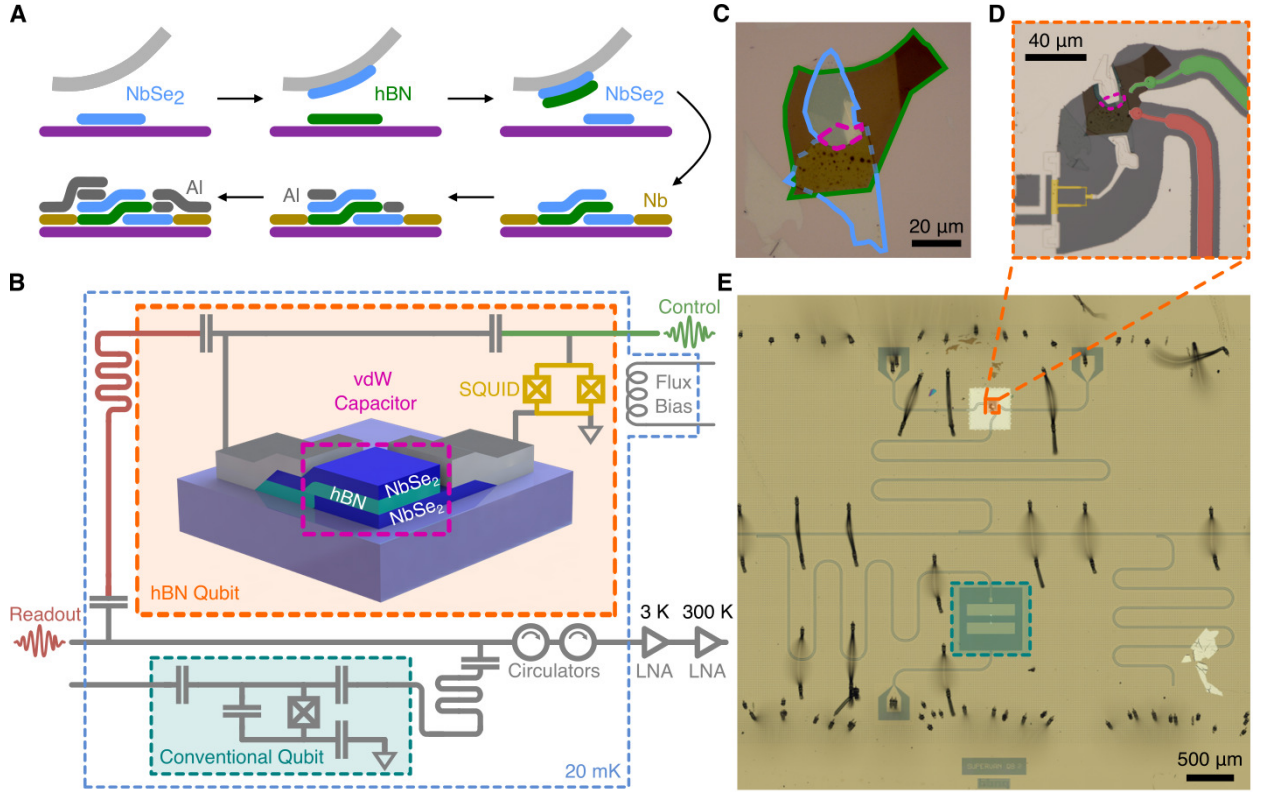 A
NbSe2
hBN
NbSe2
Al
Al
Nb
B
Control
SQUID
Flux
Bias
vdW
Capacitor
NbSe2
hBN
NbSe2
hBN Qubit
Readout
3 K
300 K
Circulators
LNA
LNA
Conventional Qubit
20 mK
C
20 µm
D
40 µm
E
500 µm